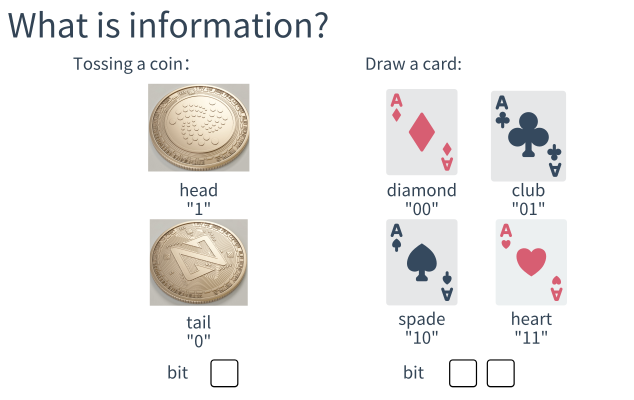 What is information?
Tossing a coin:
Draw a card:
head
"1"
A
A
diamond
"00"
A
A
club
"01"
tail
"0"
A
A
spade
"10"
A
A
heart
"11"
bit
bit